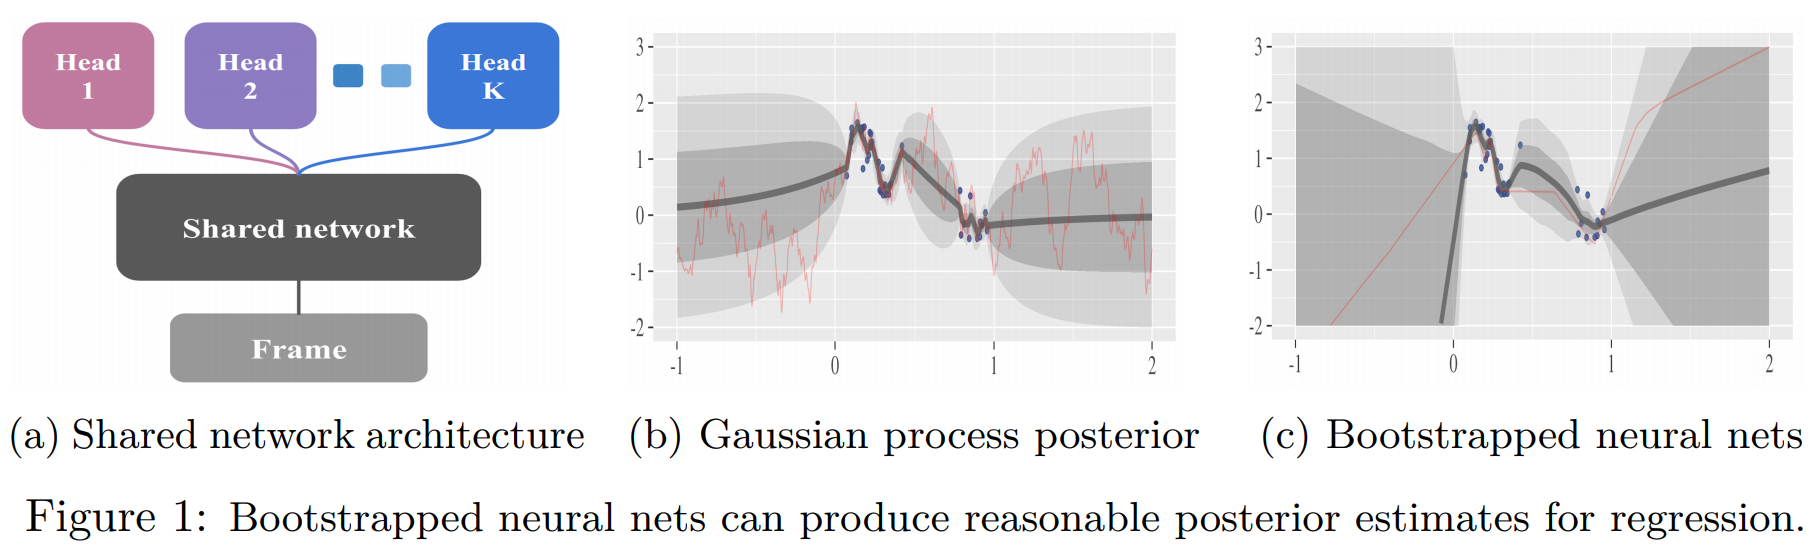 Head 1
Head 2
Head K
Shared network
Frame
3
2
1
0
-1
-2
-1 0 1 2
3
2
1
0
-1
-2
-1 0 1 2
(a) Shared network architecture
(b) Gaussian process posterior
(c) Bootstrapped neural nets
Figure 1: Bootstrapped neural nets can produce reasonable posterior estimates for regression.